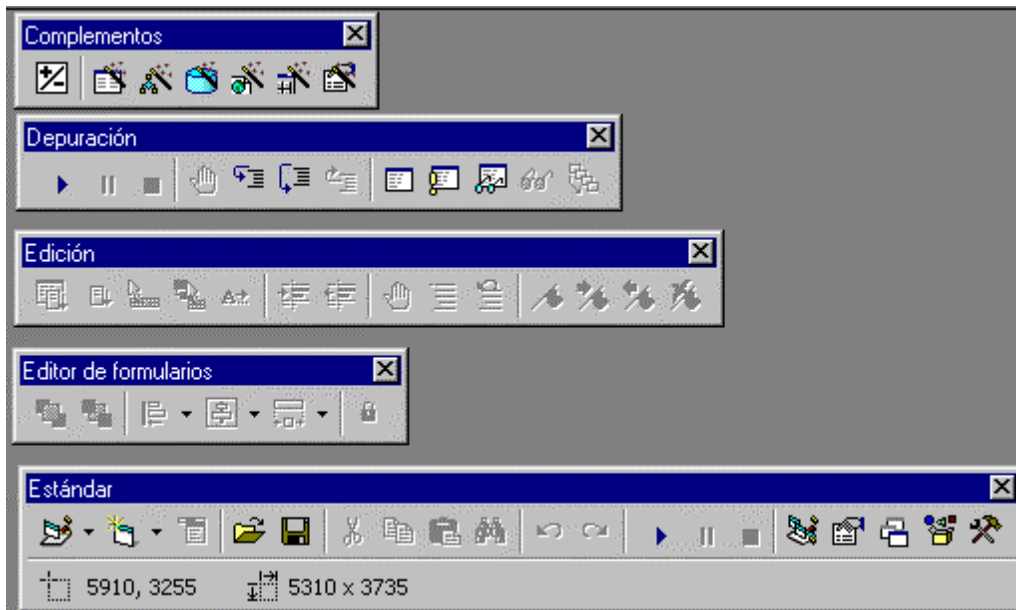 Complementos
Depuración
Edición
Editor de formularios
Estándar
5910, 3255 5310 x 3735